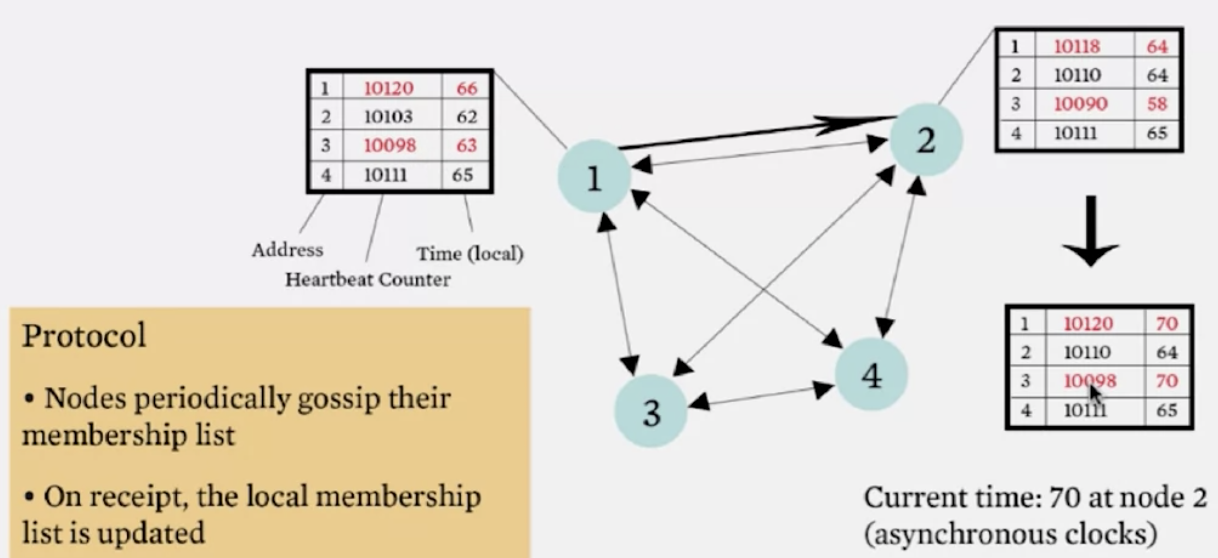 1 10120 66
2 10103 62
3 10098 63
4 10111 65
Address
Heartbeat Counter
Time (local)
1
2
3
4
1 10118 64
2 10110 64
3 10090 58
4 10111 65
1 10120 70
2 10110 64
3 10098 70
4 10111 65
Protocol
• Nodes periodically gossip their
membership list
• On receipt, the local membership
list is updated
Current time: 70 at node 2
(asynchronous clocks)